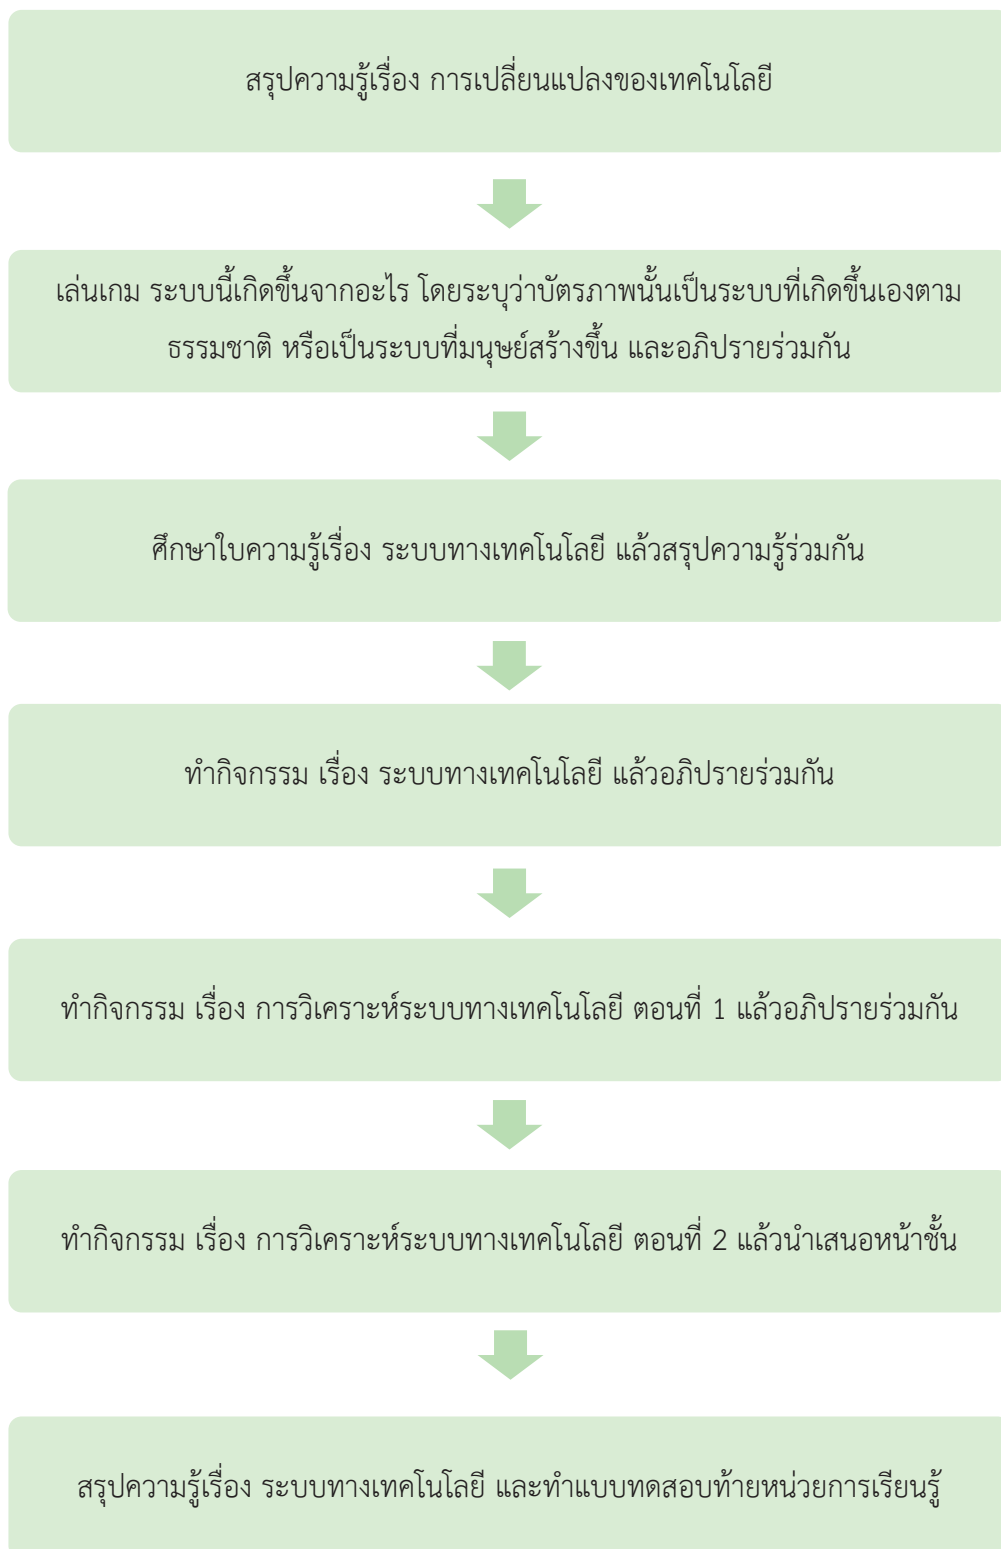 สรุปความรู้เรื่อง การเปลี่ยนแปลงของเทคโนโลยี
เล่นเกม ระบบนี้เกิดขึ้นจากอะไร โดยระบุว่าบัตรภาพนั้นเป็นระบบที่เกิดขึ้นเองตาม
ธรรมชาติ หรือเป็นระบบที่มนุษย์สร้างขึ้น และอภิปรายร่วมกัน
ศึกษาใบความรู้เรื่อง ระบบทางเทคโนโลยี แล้วสรุปความรู้ร่วมกัน
ทำกิจกรรม เรื่อง ระบบทางเทคโนโลยี แล้วอภิปรายร่วมกัน
ทำกิจกรรม เรื่อง การวิเคราะห์ระบบทางเทคโนโลยี ตอนที่ 1 แล้วอภิปรายร่วมกัน
ทำกิจกรรม เรื่อง การวิเคราะห์ระบบทางเทคโนโลยี ตอนที่ 2 แล้วนำเสนอหน้าชั้น
สรุปความรู้เรื่อง ระบบทางเทคโนโลยี และทำแบบทดสอบท้ายหน่วยการเรียนรู้